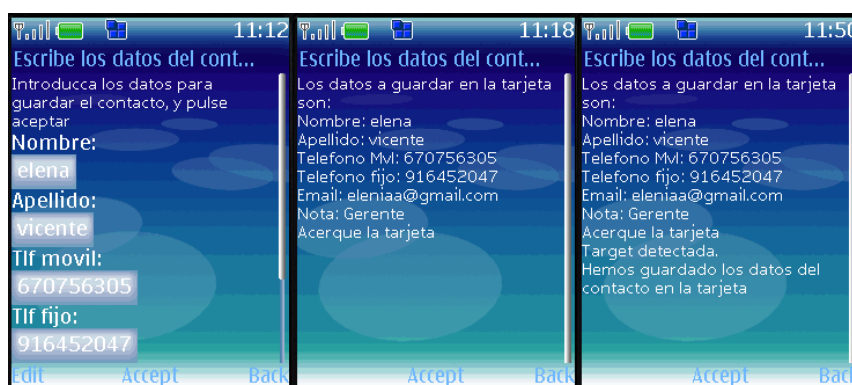 11:12
Escribe los datos del cont...
Introducca los datos para
guardar el contacto, y pulse
aceptar
Nombre:
elena
Apellido:
vicente
Tlf movil:
670756305
Tlf fijo:
916452047
Edit Accept Back
11:18
Escribe los datos del cont...
Los datos a guardar en la tarjeta
son:
Nombre: elena
Apellido: vicente
Telefono Mvl: 670756305
Telefono fijo: 916452047
Email: eleniaa@gmail.com
Nota: Gerente
Acerque la tarjeta
Accept Back
11:50
Escribe los datos del cont...
Los datos a guardar en la tarjeta
son:
Nombre: elena
Apellido: vicente
Telefono Mvl: 670756305
Telefono fijo: 916452047
Email: eleniaa@gmail.com
Nota: Gerente
Acerque la tarjeta
Target detectada.
Hemos guardado los datos del
contacto en la tarjeta
Accept Back